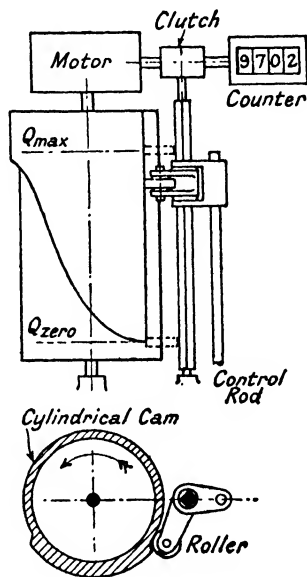 Clutch
Motor
9702
Counter
Qmax
Qzero
Control
Rod
Cylindrical Cam
Roller